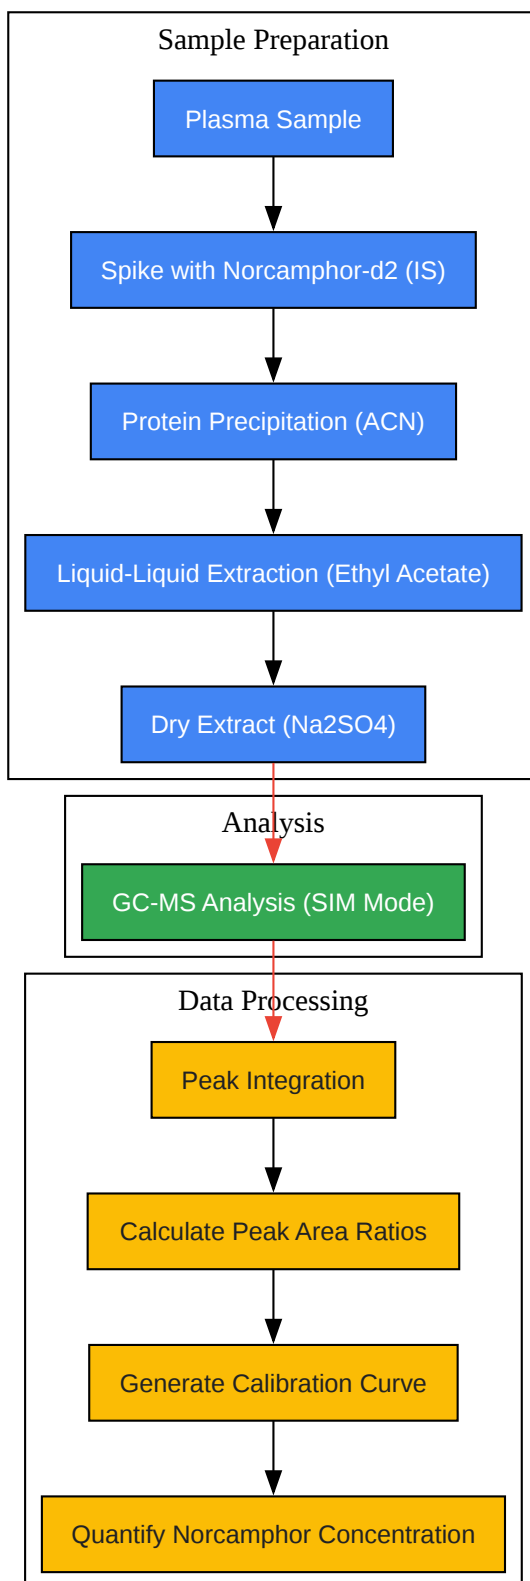 Sample Preparation
Plasma Sample
Spike with Norcamphor-d2 (IS)
Protein Precipitation (ACN)
Liquid-Liquid Extraction (Ethyl Acetate)
Dry Extract (Na2SO4)
Analysis
GC-MS Analysis (SIM Mode)
Data Processing
Peak Integration
Calculate Peak Area Ratios
Generate Calibration Curve
Quantify Norcamphor Concentration